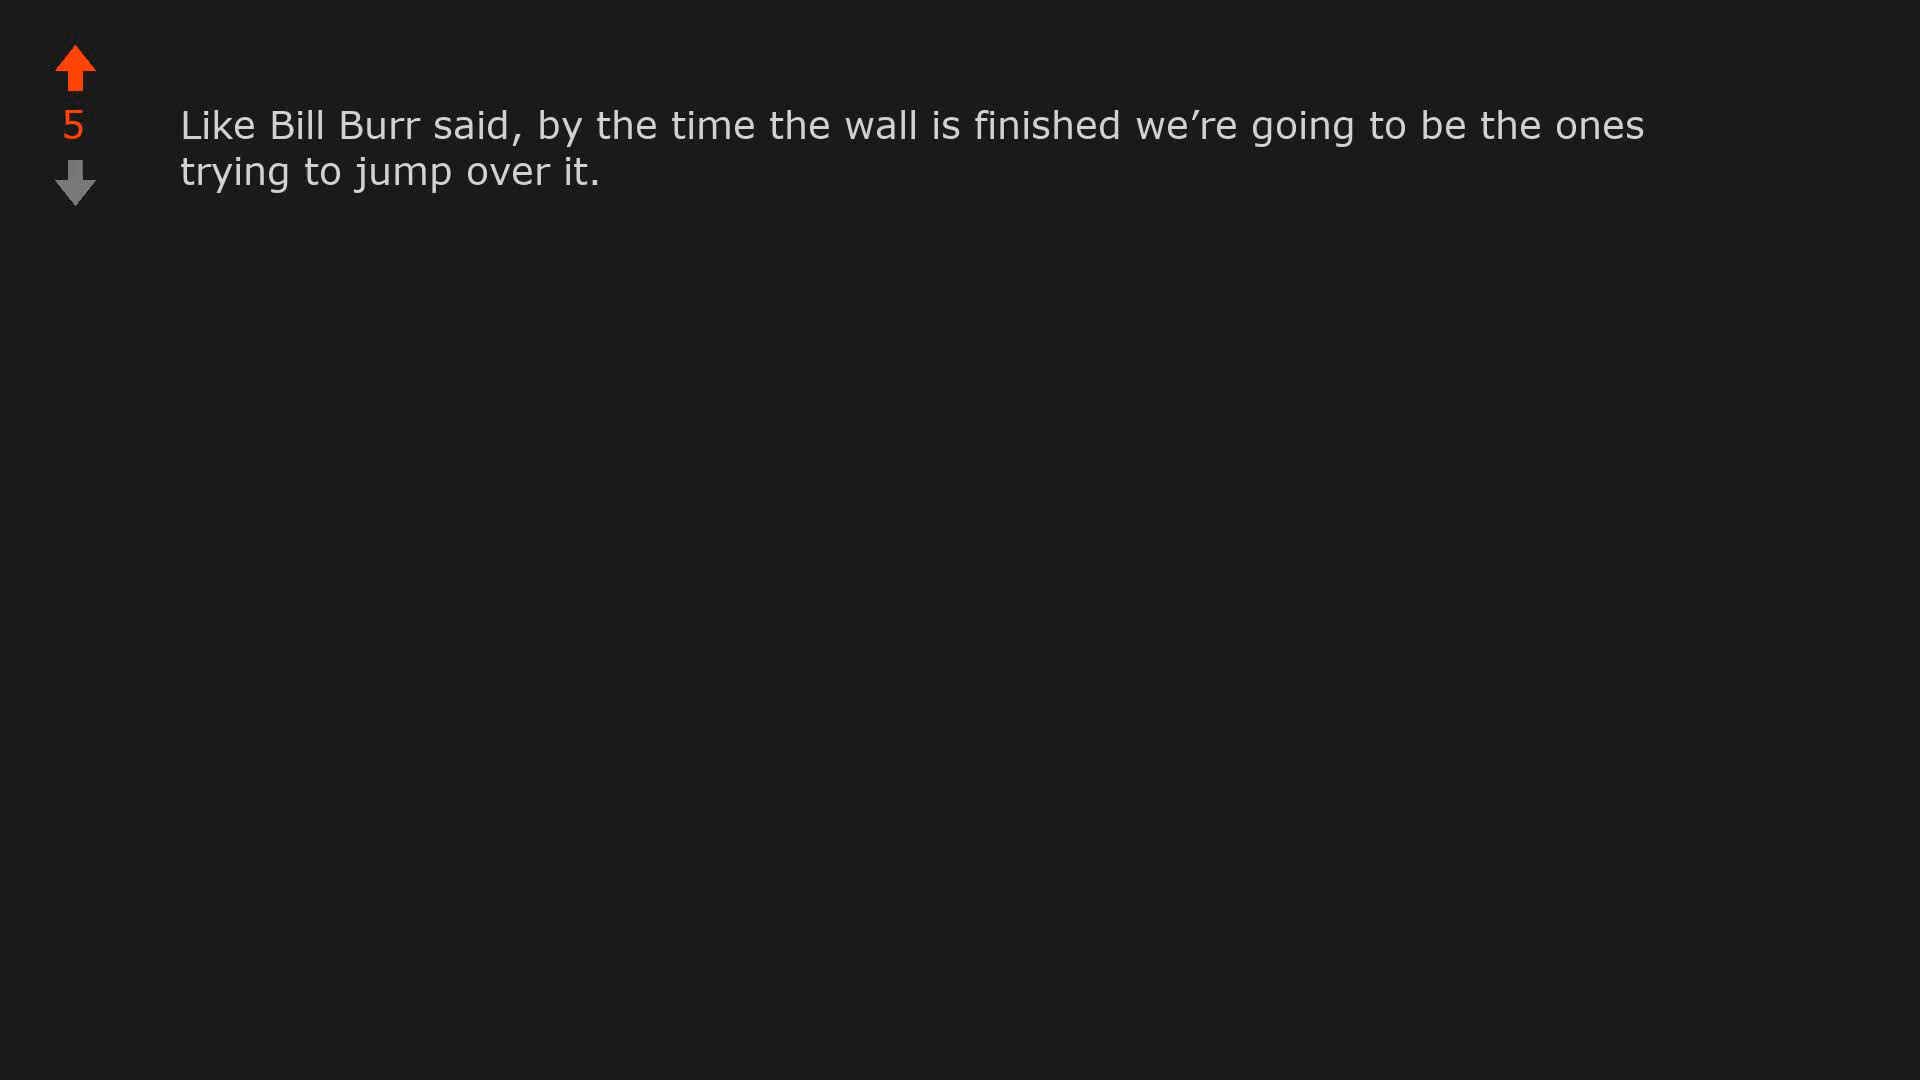 5
Like Bill Burr said, by the time the wall is finished we’re going to be the ones
trying to jump over it.